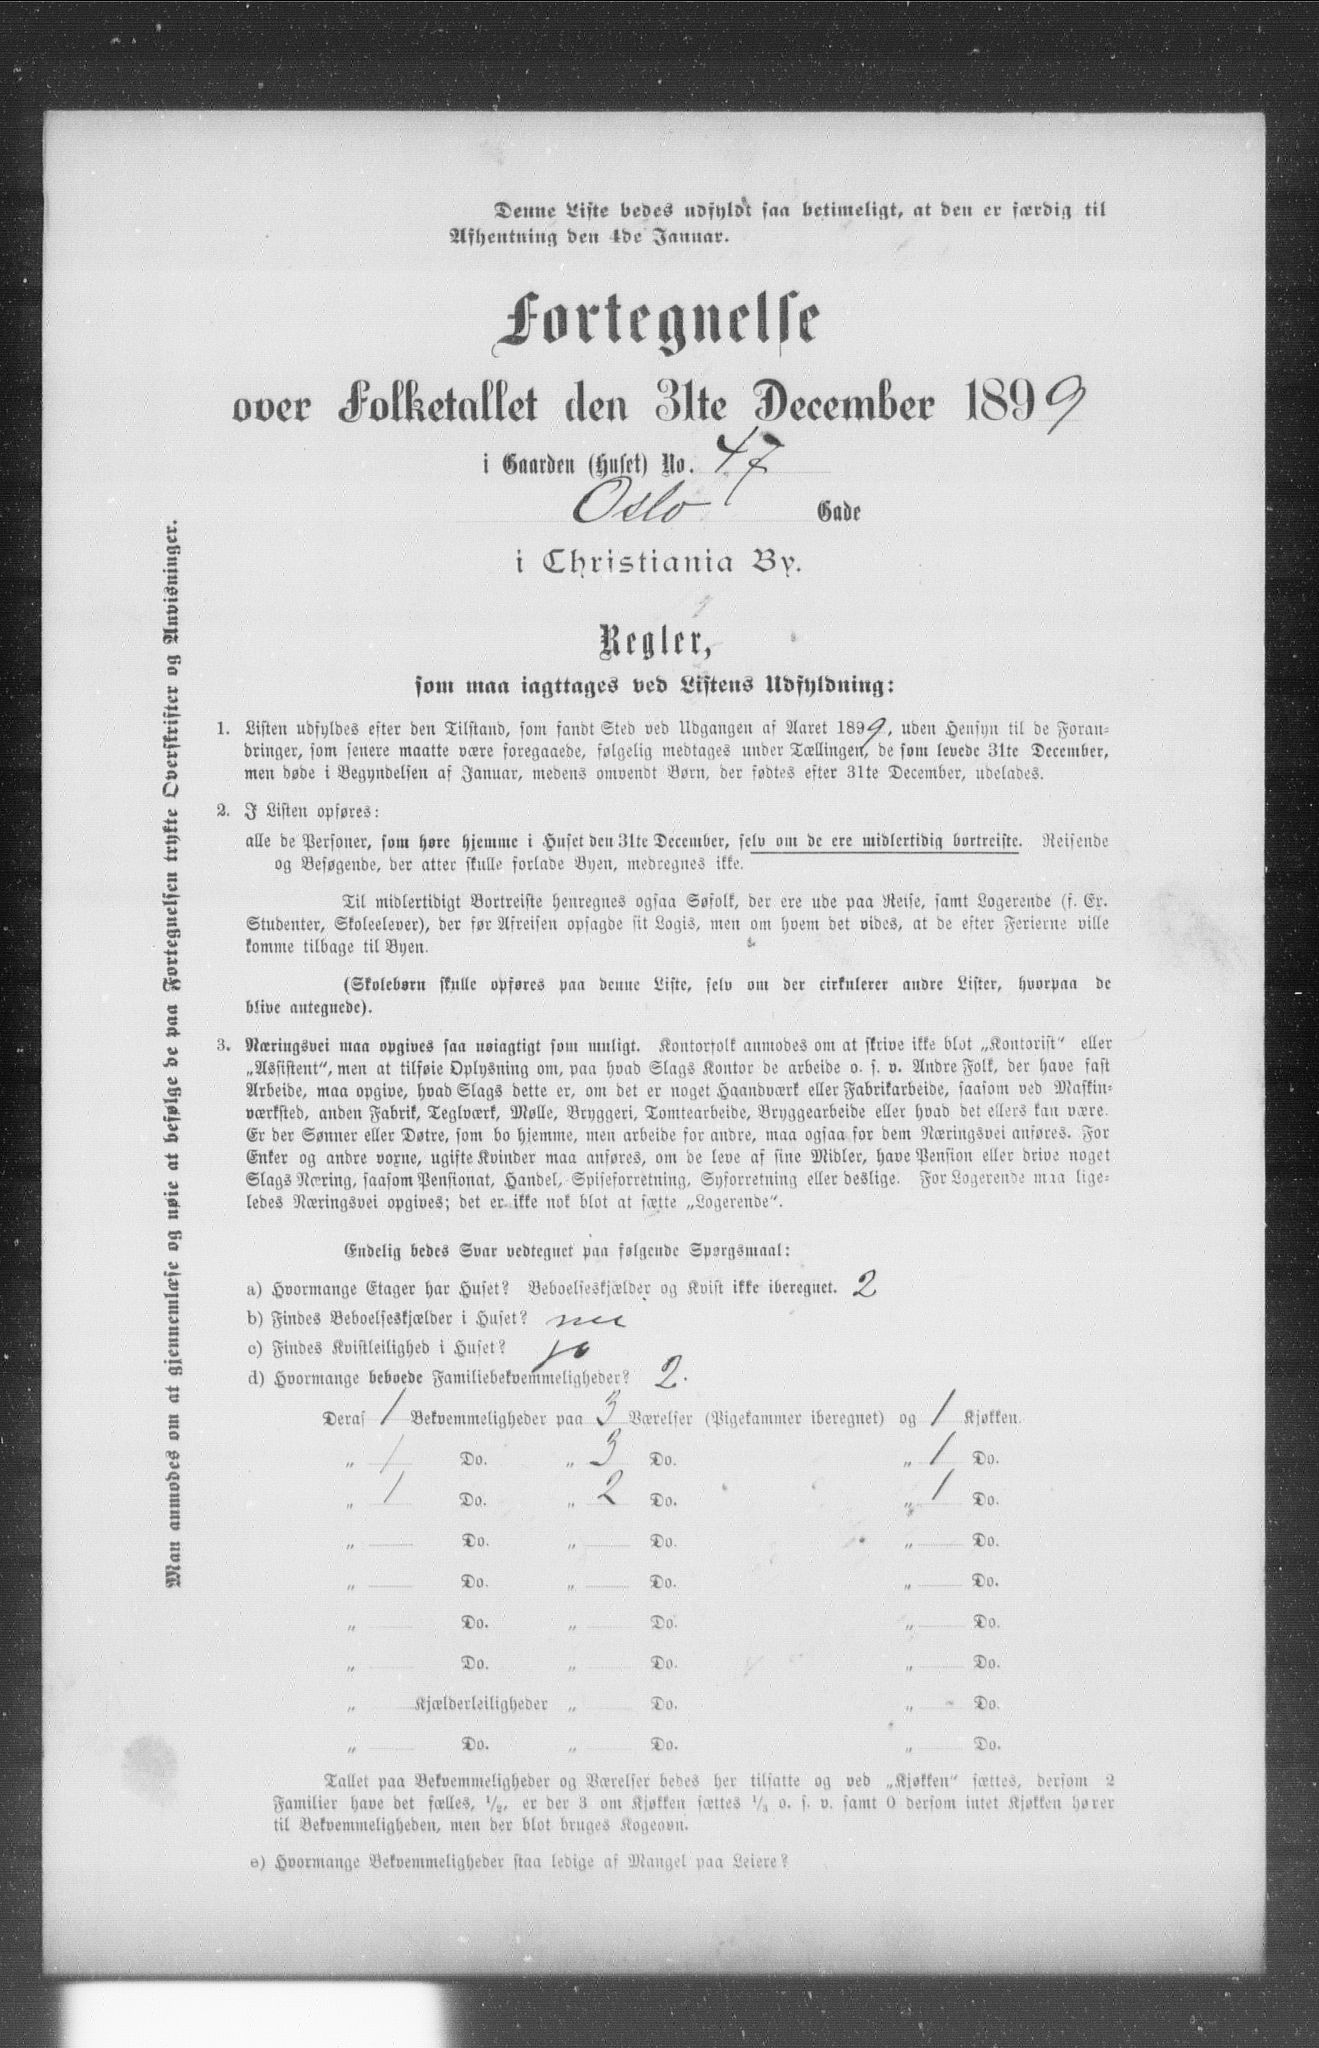 Denne Liste bedes udfyldt saa betimeligt, at den er færdig til
Afhentning den 4de Januar.
Fortegnelse
over Folketallet den 31te December 1899
i Gaarden (Huset) No. 47
Oslo Gade
i Christiania By.
Regler,
som maa iagttages ved Listens Udfyldning:
1. Listen udfyldes efter den Tilstand, som fandt Sted ved Udgangen af Aaret 1899, uden Hensyn til de Foran-
dringer, som senere maatte være foregaaede, følgelig medtages under Tællingen, de som levede 31te December,
men døde i Begyndelsen af Januar, medens omvendt Børn, der fødtes efter 31te December, udelades.
2. I Listen opføres:
alle de Personer, som høre hjemme i Huset den 31te December, selv om de ere midlertidig bortreiste. Reisende
og Besøgende, der atter skulle forlade Byen, medregnes ikke.
Til midlertidigt Bortreiste henregnes ogsaa Søfolk, der ere ude paa Reise, samt Logerende (f. Ex.
Studenter, Skoleelever), der før Afreisen opsagde sit Logis, men om hvem det vides, at de efter Ferierne ville
komme tilbage til Byen.
(Skolebørn skulle opføres paa denne Liste, selv om der cirkulerer andre Lister, hvorpaa de
blive antegnede).
3. Næringsvei maa opgives saa nøiagtigt som muligt. Kontorfolk anmodes om at skrive ikke blot „Kontorist“ eller
„Assistent“, men at tilføie Oplysning om, paa hvad Slags Kontor de arbeide o. s. v. Andre Folk, der have fast
Arbeide, maa opgive, hvad Slags dette er, om det er noget Haandværk eller Fabrikarbeide, saasom ved Maskin-
værksted, anden Fabrik, Teglværk, Mølle, Bryggeri, Tomtearbeide, Bryggearbeide eller hvad det ellers kan være.
Er der Sønner eller Døtre, som bo hjemme, men arbeide for andre, maa ogsaa for dem Næringsvei anføres. For
Enker og andre voxne, ugifte Kvinder maa anføres, om de leve af sine Midler, have Pension eller drive noget
Slags Næring, saasom Pensionat, Handel, Spiseforretning, Syforretning eller deslige. For Logerende maa lige-
ledes Næringsvei opgives; det er ikke nok blot at sætte „Logerende“.
Endelig bedes Svar vedtegnet paa følgende Spørgsmaal:
a) Hvormange Etager har Huset? Beboelseskjælder og Kvist ikke iberegnet. 2
b) Findes Beboelseskjælder i Huset? nei
c) Findes Kvistleilighed i Huset? ja
d) Hvormange beboede Familiebekvemmeligheder? 2.
Deraf 1 Bekvemmeligheder paa 3 Værelser (Pigekammer iberegnet) og 1 Kjøkken.
„ 1 Do. „ 3 Do. „ 1 Do.
„ 1 Do. „ 2 Do. „ 1 Do.
„ Do. „ Do. „ Do.
„ Do. „ Do. „ Do.
„ Do. „ Do. „ Do.
„ Do. „ Do. „ Do.
„ Kjælderleiligheder „ Do. „ Do.
„ Do. „ Do. „ Do.
Tallet paa Bekvemmeligheder og Værelser bedes her tilsatte og ved „Kjøkken“ sættes, dersom 2
Familier have det fælles, 1/2, er der 3 om Kjøkken sættes 1/3 o. s. v. samt 0 dersom intet Kjøkken hører
til Bekvemmeligheden, men der blot bruges Kogeovn.
e) Hvormange Bekvemmeligheder staa ledige af Mangel paa Leiere?
Man anmodes om at gjennemlæse og nøie at befølge de paa Fortegnelsen trykte Overskrifter og Anvisninger.